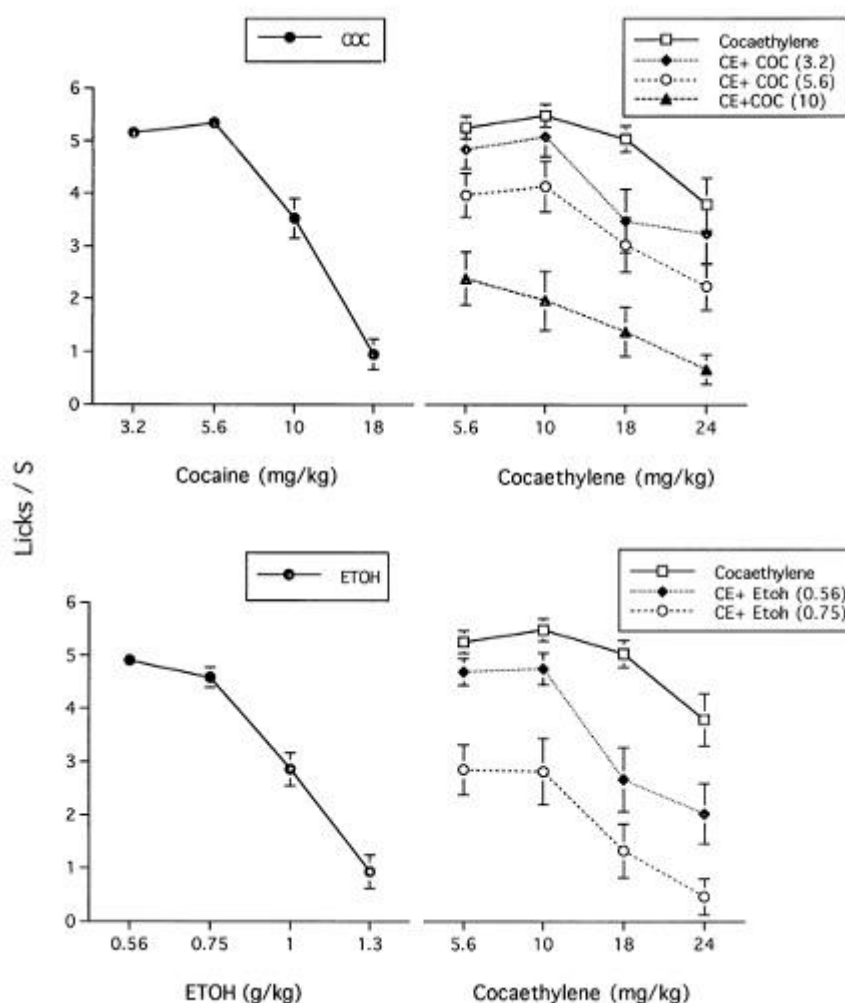 COC
Cocaethylene
CE+ COC (3.2)
CE+ COC (5.6)
CE+COC (10)
6
5
4
3
2
1
0
3.2 5.6 10 18
5.6 10 18 24
Cocaine (mg/kg)
Cocaethylene (mg/kg)
Licks / S
ETOH
Cocaethylene
CE+ Etoh (0.56)
CE+ Etoh (0.75)
6
5
4
3
2
1
0
0.56 0.75 1 1.3
5.6 10 18 24
ETOH (g/kg)
Cocaethylene (mg/kg)